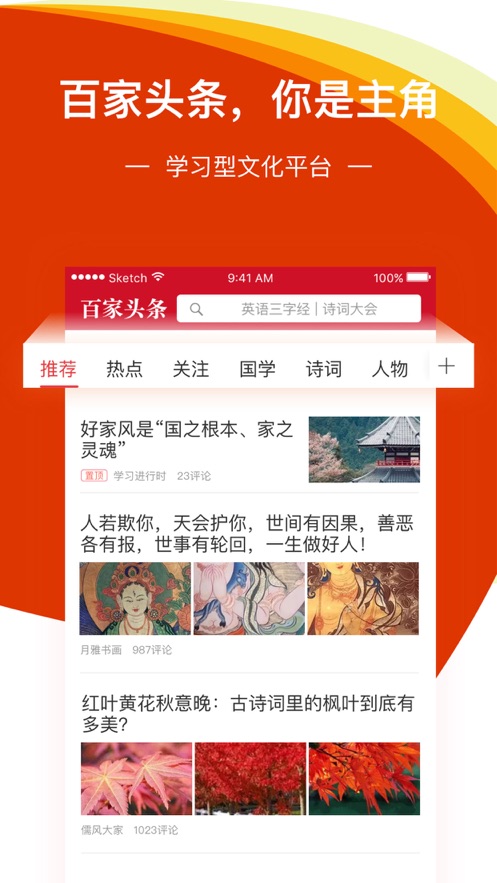 百家头条，你是主角
— 学习型文化平台 —
Sketch 9:41 AM 100%
百家头条 英语三字经 | 诗词大会
推荐 热点 关注 国学 诗词 人物 +
好家风是“国之根本、家之
灵魂”
置顶 学习进行时 23评论
人若欺你，天会护你，世间有因果，善恶
各有报，世事有轮回，一生做好人！
月雅书画 987评论
红叶黄花秋意晚：古诗词里的枫叶到底有
多美？
儒风大家 1023评论